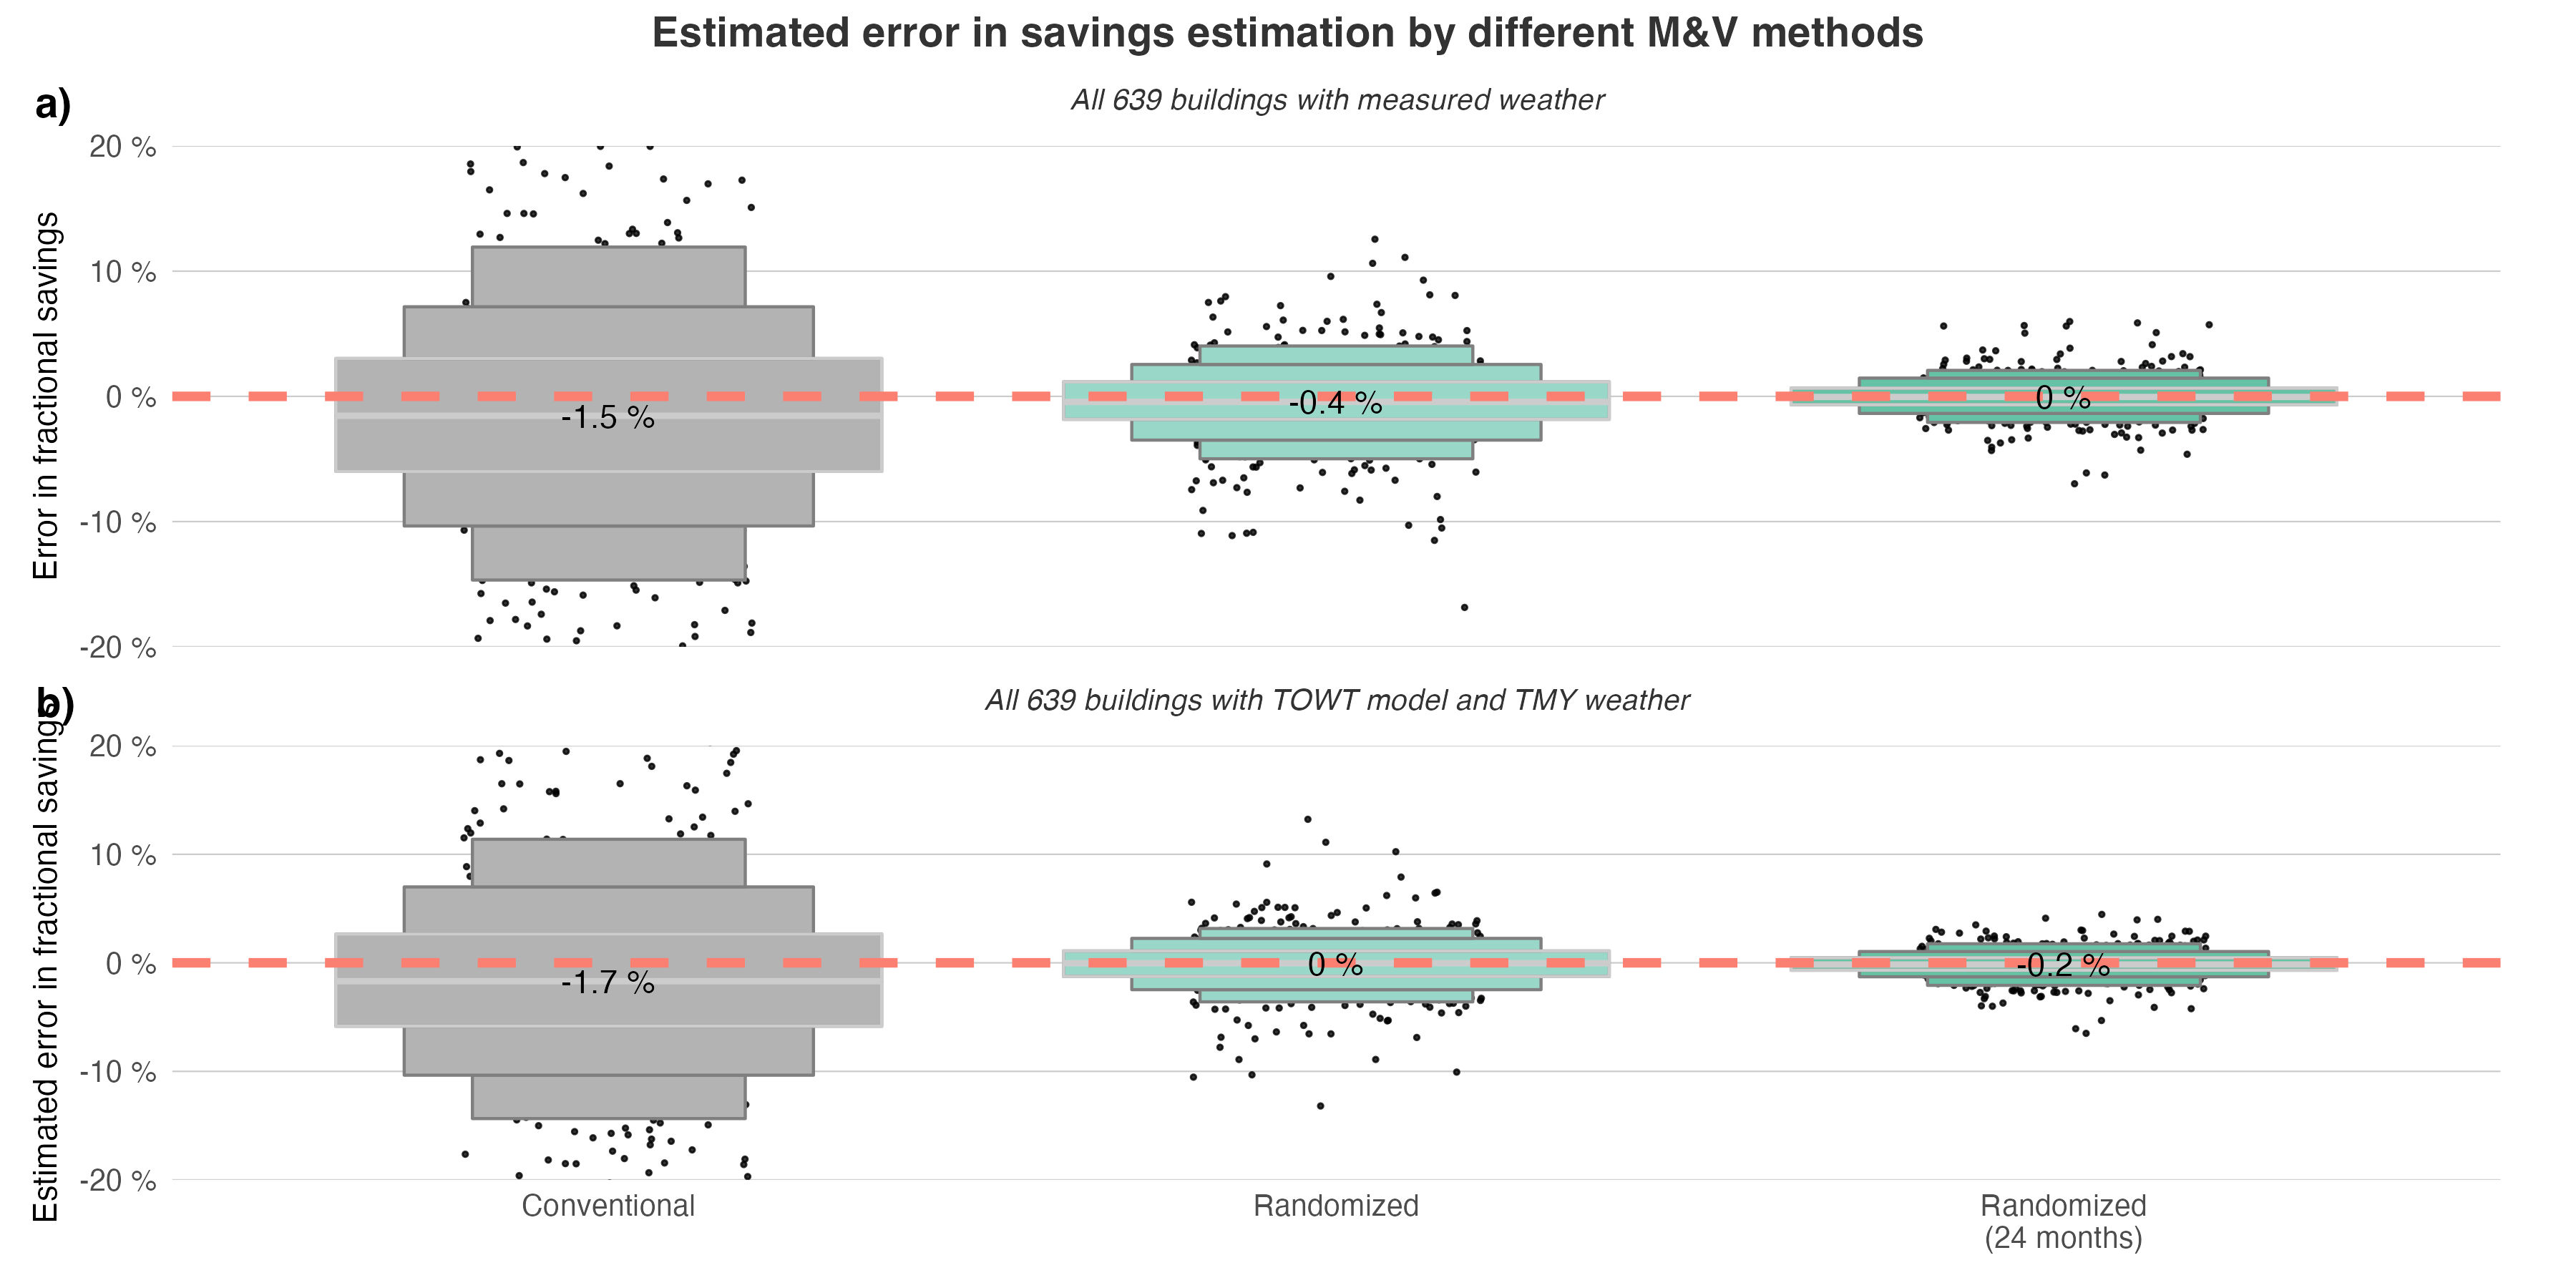 Estimated error in savings estimation by different M&V methods
a)
All 639 buildings with measured weather
Error in fractional savings
20 %
10 %
0 %
-10 %
-20 %
-1.5 %
-0.4 %
0 %
b)
All 639 buildings with TOWT model and TMY weather
Estimated error in fractional savings
20 %
10 %
0 %
-10 %
-20 %
-1.7 %
0 %
-0.2 %
Conventional
Randomized
Randomized
(24 months)